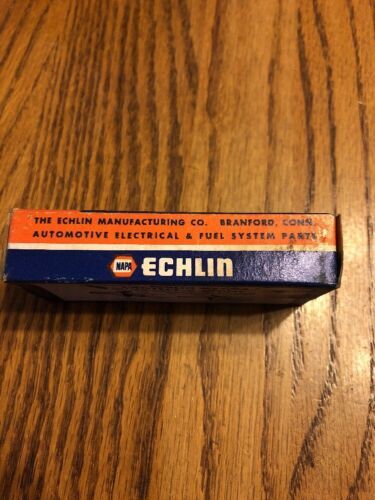 THE ECHLIN MANUFACTURING CO. BRANFORD, CONN.
AUTOMOTIVE ELECTRICAL & FUEL SYSTEM PARTS
NAPA ECHLIN